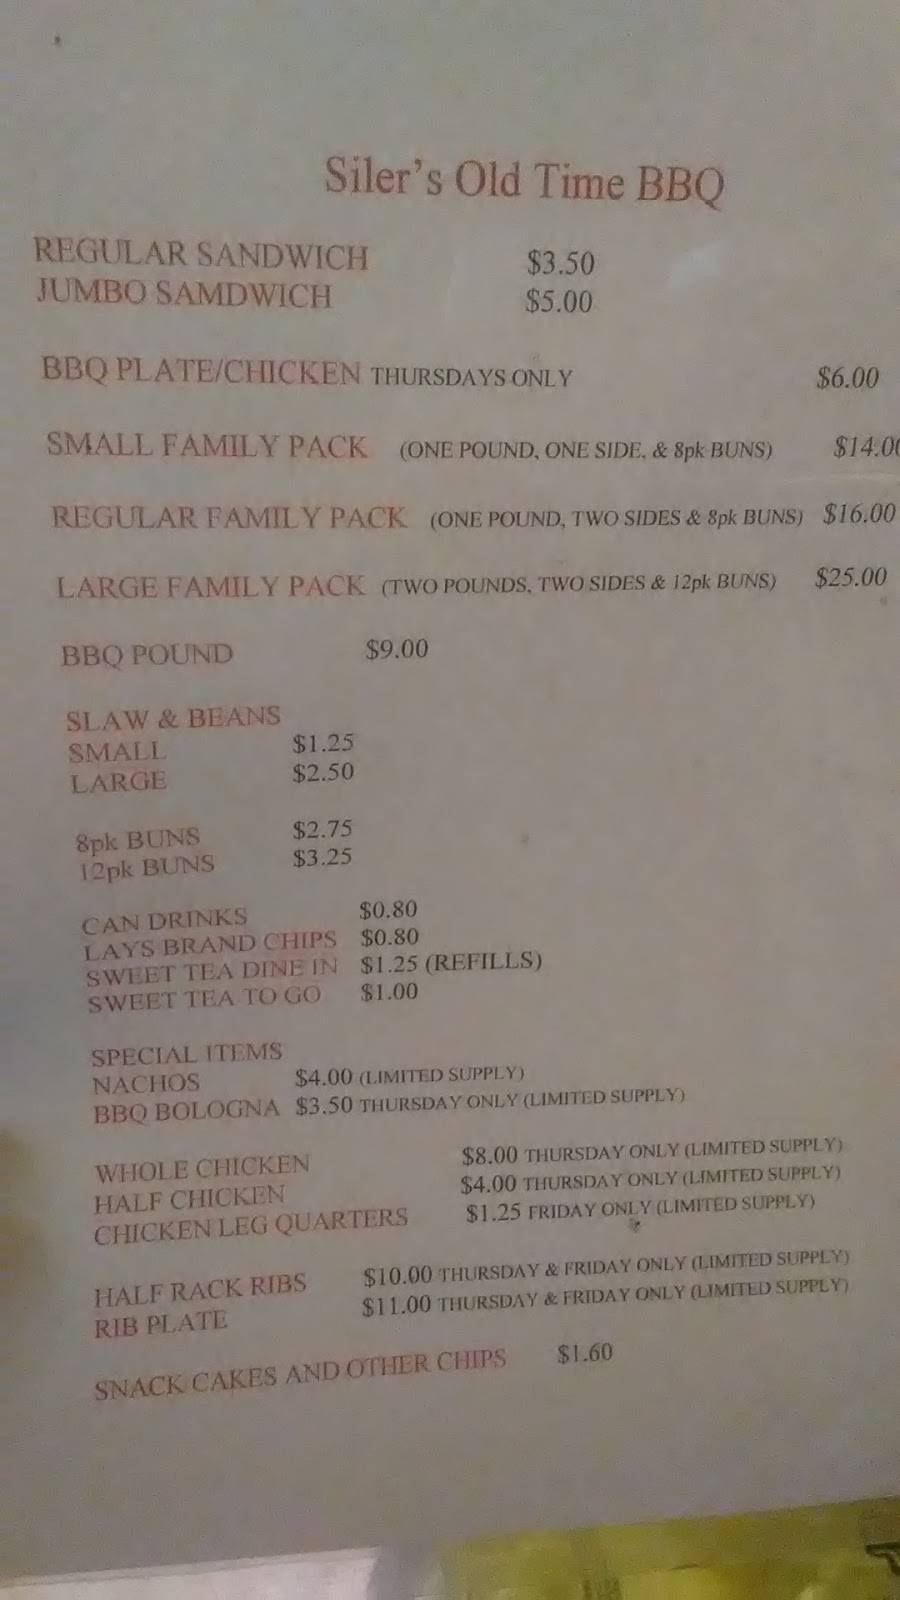 Siler's Old Time BBQ
REGULAR SANDWICH $3.50
JUMBO SAMDWICH $5.00
BBQ PLATE/CHICKEN THURSDAYS ONLY $6.00
SMALL FAMILY PACK (ONE POUND, ONE SIDE, & 8pk BUNS) $14.00
REGULAR FAMILY PACK (ONE POUND, TWO SIDES & 8pk BUNS) $16.00
LARGE FAMILY PACK (TWO POUNDS, TWO SIDES & 12pk BUNS) $25.00
BBQ POUND $9.00
SLAW & BEANS
SMALL $1.25
LARGE $2.50
8pk BUNS $2.75
12pk BUNS $3.25
CAN DRINKS $0.80
LAYS BRAND CHIPS $0.80
SWEET TEA DINE IN $1.25 (REFILLS)
SWEET TEA TO GO $1.00
SPECIAL ITEMS
NACHOS $4.00 (LIMITED SUPPLY)
BBQ BOLOGNA $3.50 THURSDAY ONLY (LIMITED SUPPLY)
WHOLE CHICKEN $8.00 THURSDAY ONLY (LIMITED SUPPLY)
HALF CHICKEN $4.00 THURSDAY ONLY (LIMITED SUPPLY)
CHICKEN LEG QUARTERS $1.25 FRIDAY ONLY (LIMITED SUPPLY)
HALF RACK RIBS $10.00 THURSDAY & FRIDAY ONLY (LIMITED SUPPLY)
RIB PLATE $11.00 THURSDAY & FRIDAY ONLY (LIMITED SUPPLY)
SNACK CAKES AND OTHER CHIPS $1.60